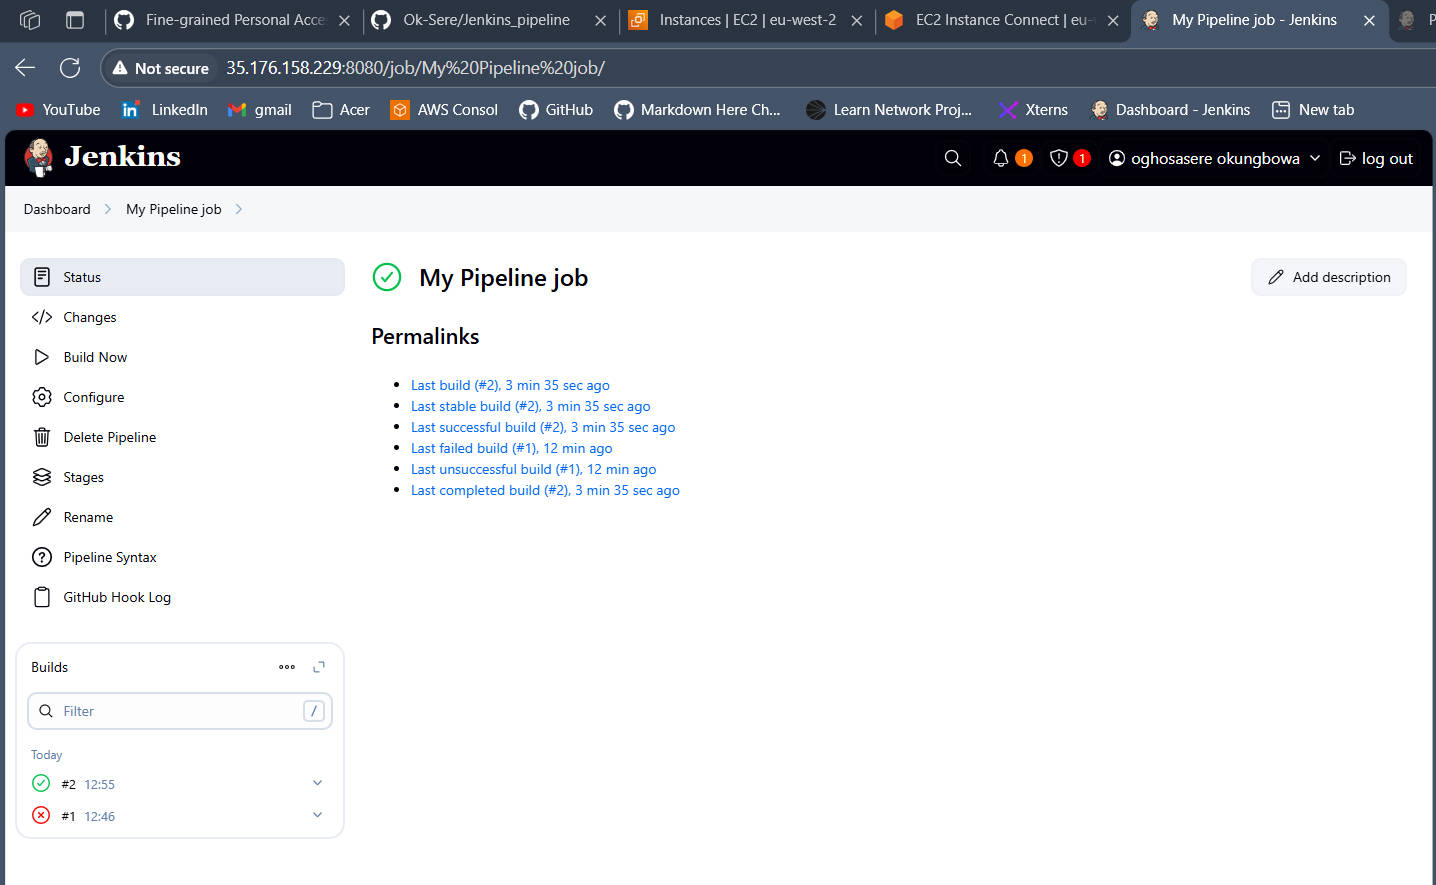 Fine-grained Personal Acce
Ok-Sere/Jenkins_pipeline
Instances | EC2 | eu-west-2
EC2 Instance Connect | eu-
My Pipeline job - Jenkins
P
Not secure 35.176.158.229:8080/job/My%20Pipeline%20job/
YouTube LinkedIn gmail Acer AWS Consol GitHub Markdown Here Ch... Learn Network Proj... Xterns Dashboard - Jenkins New tab
Jenkins 1 1 oghosasere okungbowa log out
Dashboard My Pipeline job
Status
Changes
Build Now
Configure
Delete Pipeline
Stages
Rename
Pipeline Syntax
GitHub Hook Log
Builds
Filter /
Today
#2 12:55
#1 12:46
My Pipeline job
Add description
Permalinks
Last build (#2), 3 min 35 sec ago
Last stable build (#2), 3 min 35 sec ago
Last successful build (#2), 3 min 35 sec ago
Last failed build (#1), 12 min ago
Last unsuccessful build (#1), 12 min ago
Last completed build (#2), 3 min 35 sec ago